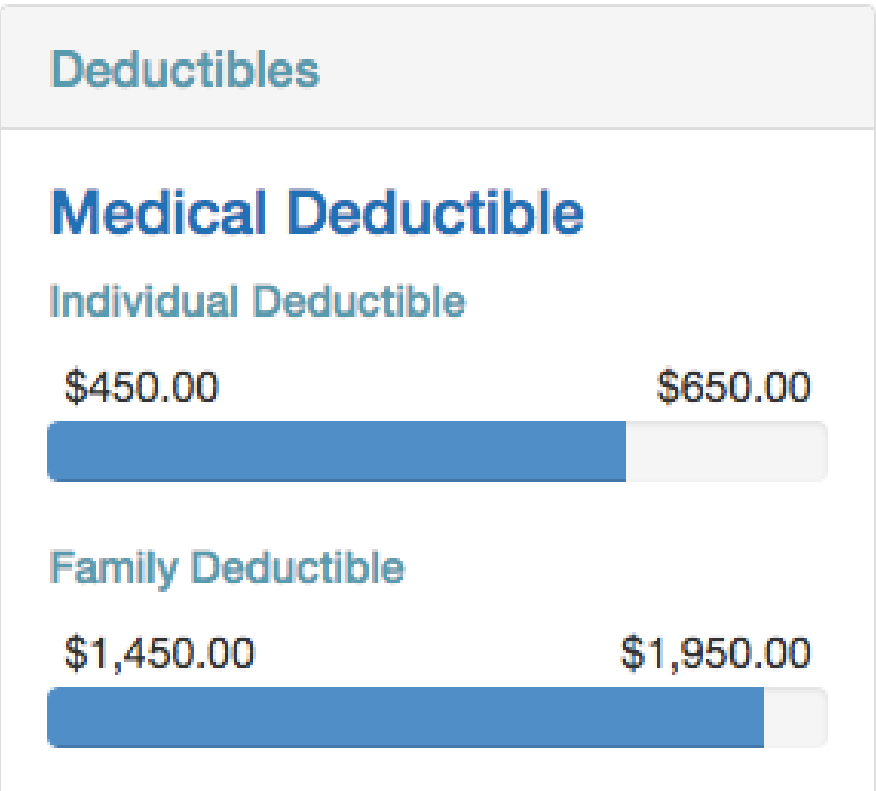 Deductibles
Medical Deductible
Individual Deductible
$450.00 $650.00
Family Deductible
$1,450.00 $1,950.00